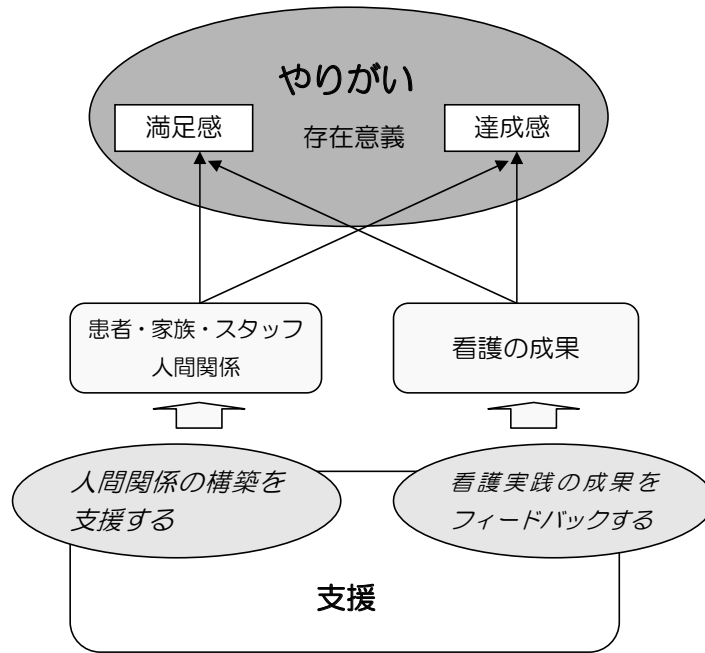 やりがい
満足感
存在意義
達成感
患者・家族・スタッフ
人間関係
看護の成果
人間関係の構築を
支援する
看護実践の成果を
フィードバックする
支援